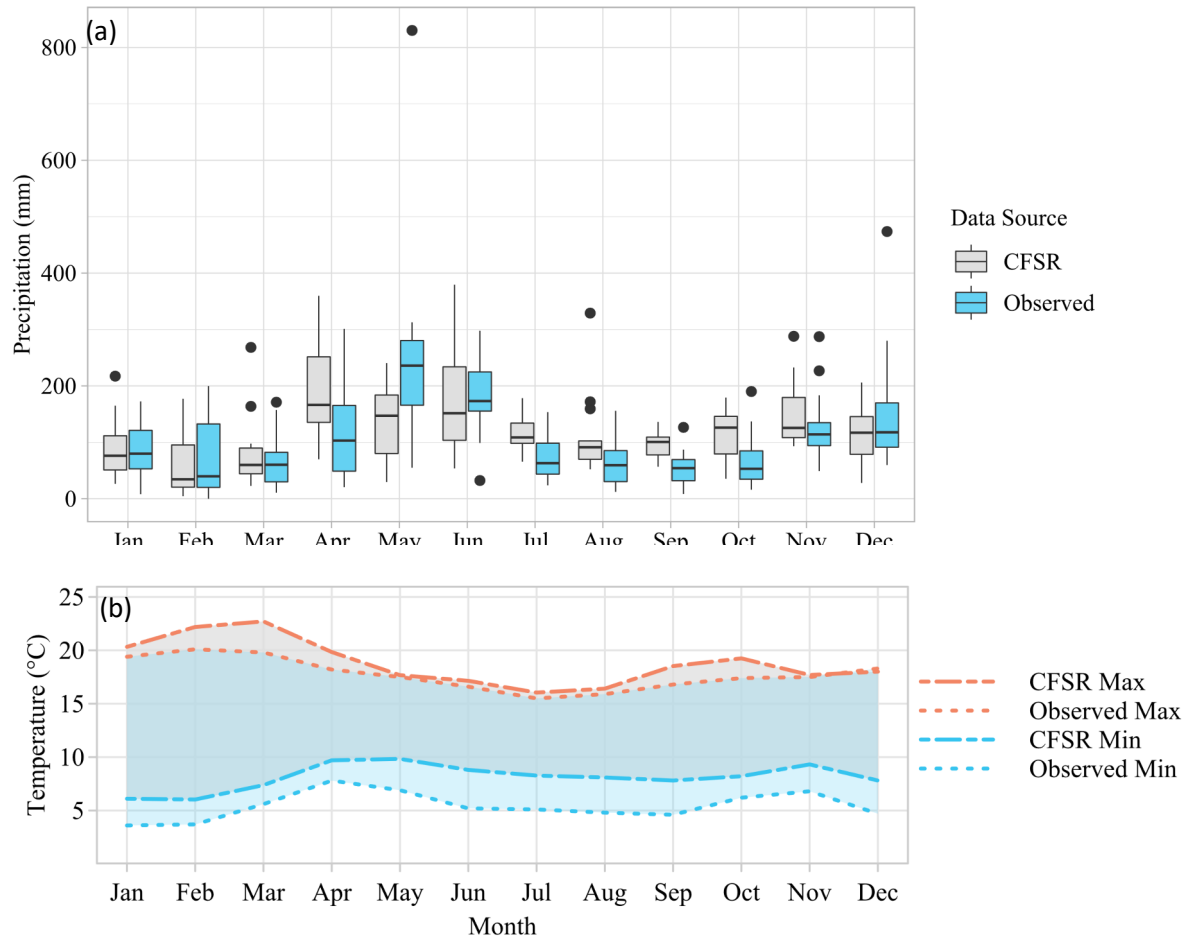 (a)
800
600
400
200
0
Precipitation (mm)
Jan Feb Mar Apr May Jun Jul Aug Sep Oct Nov Dec
Data Source
CFSR
Observed
(b)
25
20
15
10
5
Temperature (°C)
Jan Feb Mar Apr May Jun Jul Aug Sep Oct Nov Dec
Month
CFSR Max
Observed Max
CFSR Min
Observed Min